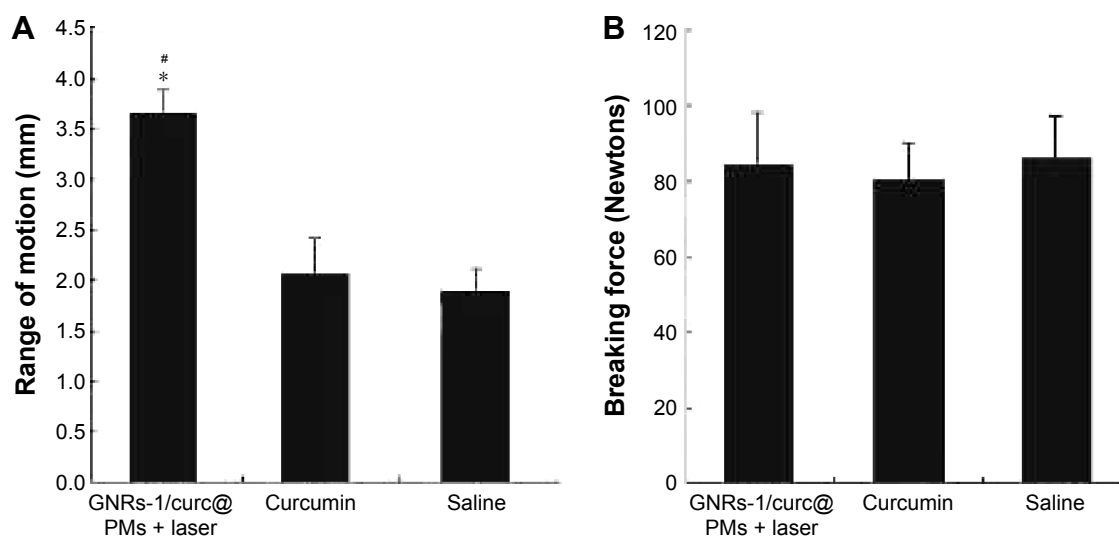 A
Range of motion (mm)
4.5
4.0
3.5
3.0
2.5
2.0
1.5
1.0
0.5
0.0
#
*
GNRs-1/curc@
PMs + laser
Curcumin
Saline
B
Breaking force (Newtons)
120
100
80
60
40
20
0
GNRs-1/curc@
PMs + laser
Curcumin
Saline